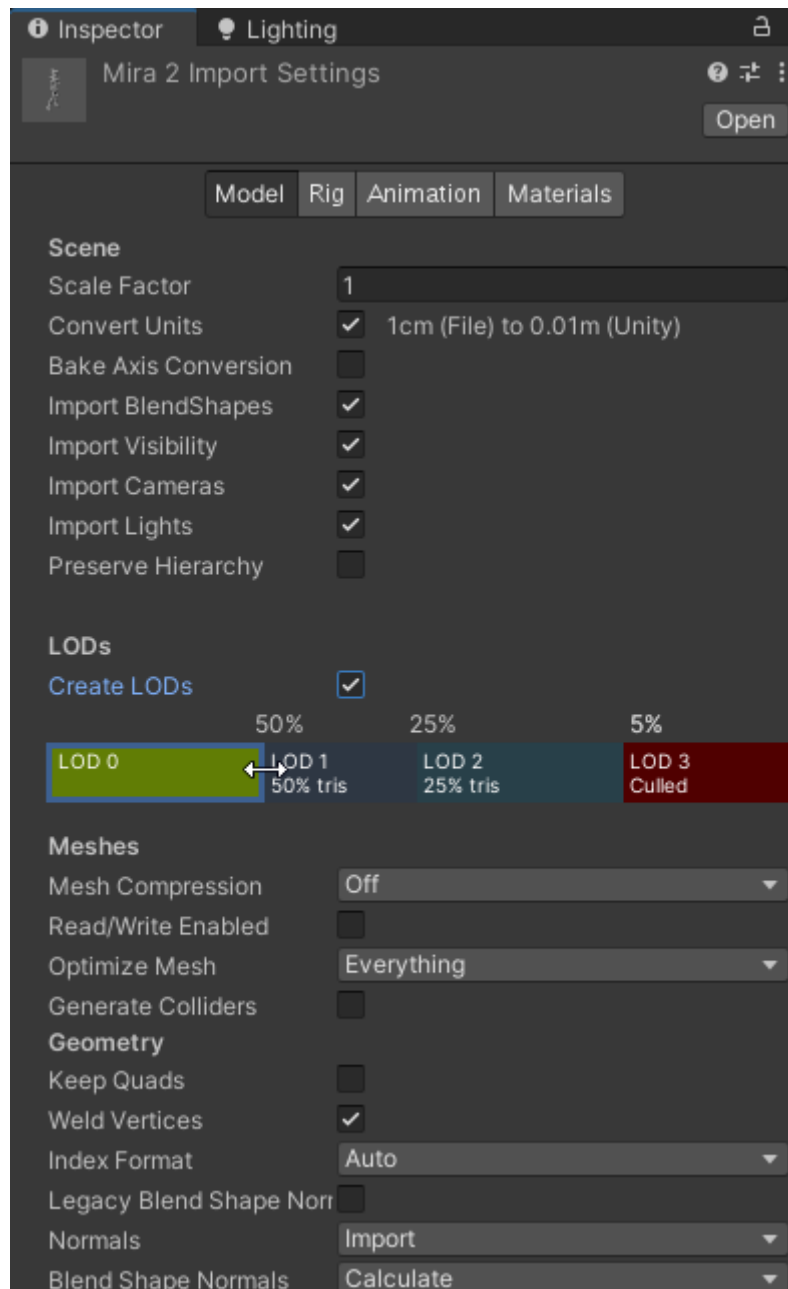 Inspector Lighting
Mira 2 Import Settings
Open
Model Rig Animation Materials
Scene
Scale Factor 1
Convert Units 1cm (File) to 0.01m (Unity)
Bake Axis Conversion
Import BlendShapes
Import Visibility
Import Cameras
Import Lights
Preserve Hierarchy
LODs
Create LODs
50% 25% 5%
LOD 0 LOD 1 LOD 2 LOD 3
50% tris 25% tris Culled
Meshes
Mesh Compression Off
Read/Write Enabled
Optimize Mesh Everything
Generate Colliders
Geometry
Keep Quads
Weld Vertices
Index Format Auto
Legacy Blend Shape Norr
Normals Import
Blend Shape Normals Calculate